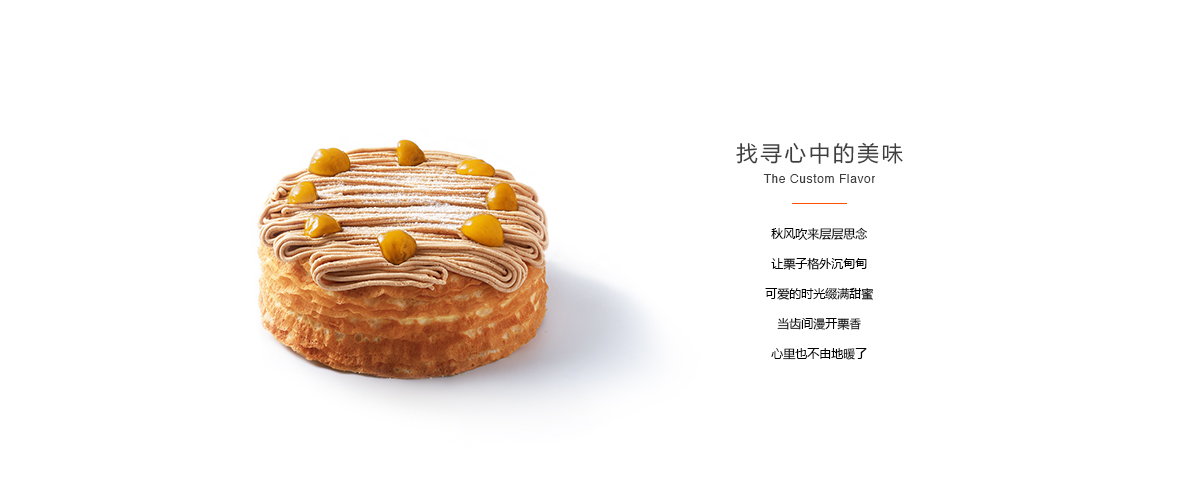 找寻心中的美味
The Custom Flavor
秋风吹来层层思念
让栗子格外沉甸甸
可爱的时光缀满甜蜜
当齿间漫开栗香
心里也不由地暖了